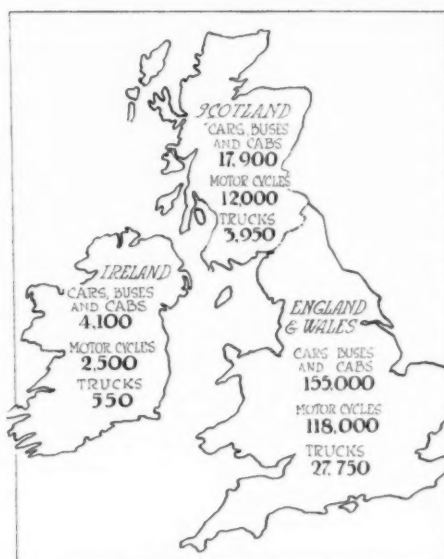 SCOTLAND
CARS, BUSES
AND CABS
17,900
MOTOR CYCLES
12,000
TRUCKS
3,950
IRELAND
CARS, BUSES
AND CABS
4,100
MOTOR CYCLES
2,500
TRUCKS
550
ENGLAND
& WALES
CARS BUSES
AND CABS
155,000
MOTOR CYCLES
118,000
TRUCKS
27,750